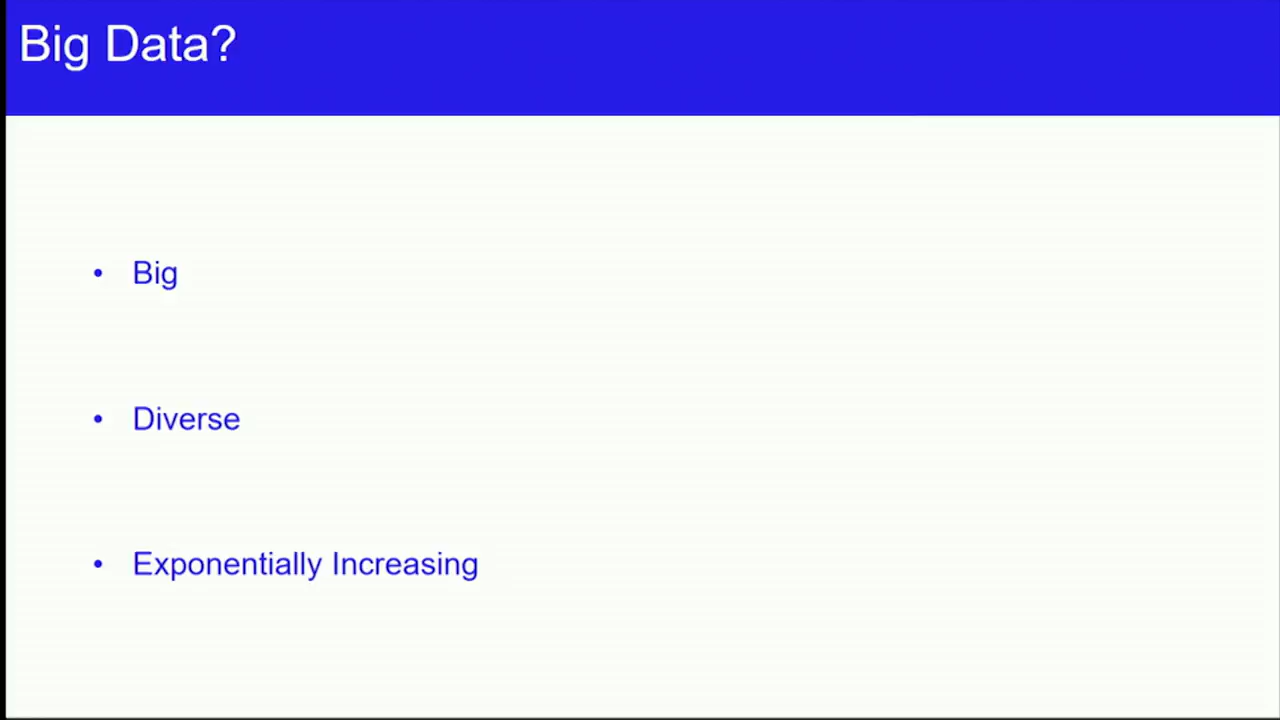 Big Data?
• Big
• Diverse
• Exponentially Increasing